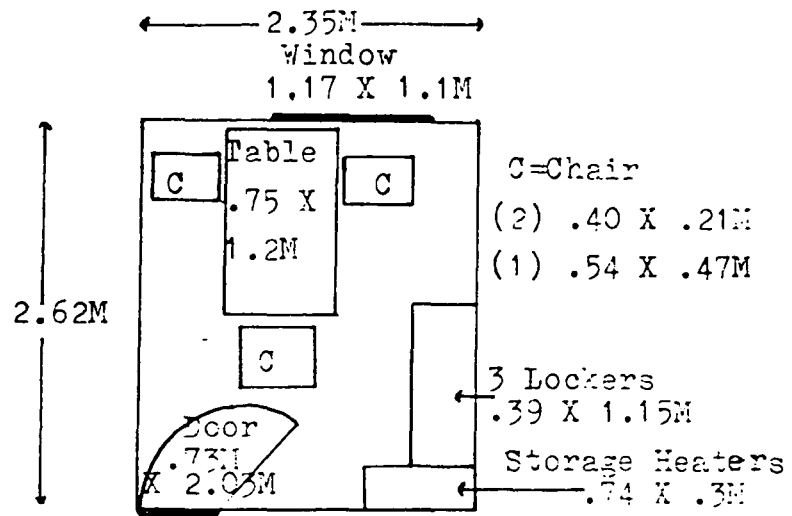 2.35M
Window
1.17 X 1.1M
Table
.75 X
1.2M
C
C
C=Chair
(2) .40 X .21M
(1) .54 X .47M
2.62M
C
3 Lockers
.39 X 1.15M
Door
.73M
X 2.03M
Storage Heaters
.74 X .3M